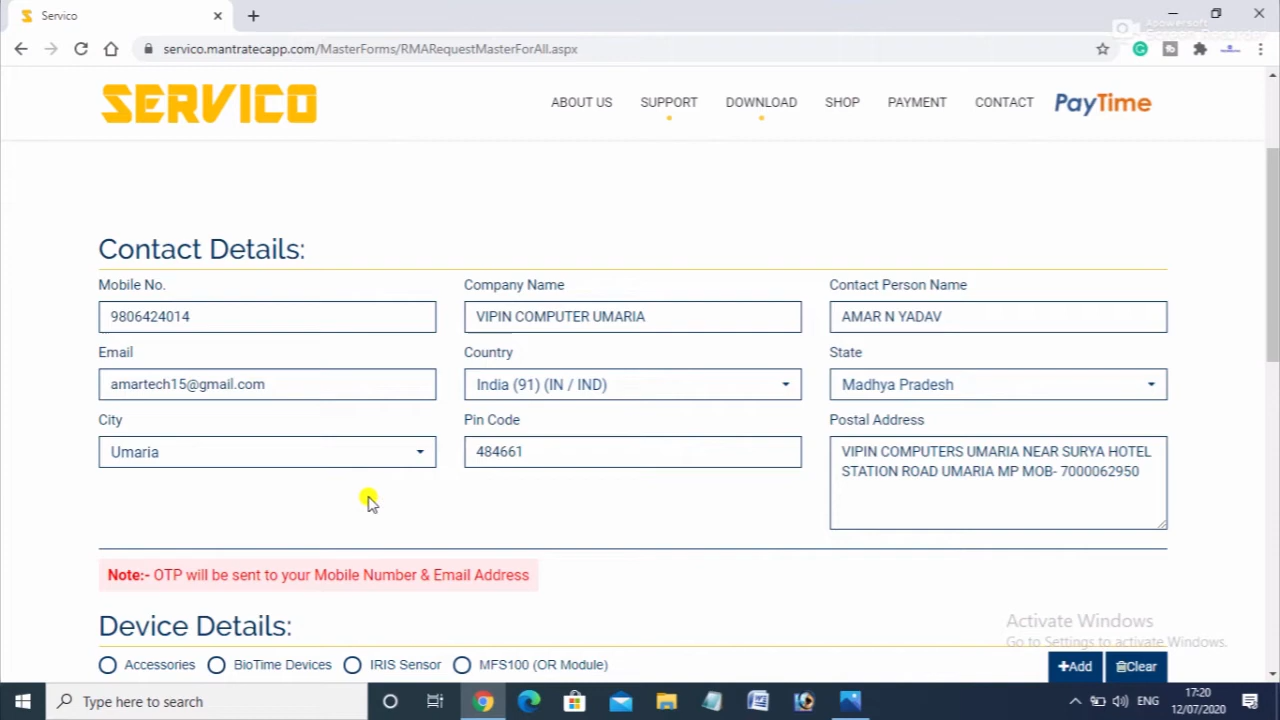 Servico
servico.mantratecapp.com/MasterForms/RMARequestMasterForAll.aspx
Apowersoft
Screen Recorder
SERVICO
ABOUT US SUPPORT DOWNLOAD SHOP PAYMENT CONTACT PayTime
Contact Details:
Mobile No. Company Name Contact Person Name
9806424014 VIPIN COMPUTER UMARIA AMAR N YADAV
Email Country State
amartech15@gmail.com India (91) (IN / IND) Madhya Pradesh
City Pin Code Postal Address
Umaria 484661 VIPIN COMPUTERS UMARIA NEAR SURYA HOTEL
STATION ROAD UMARIA MP MOB- 7000062950
Note:- OTP will be sent to your Mobile Number & Email Address
Device Details:
Activate Windows
Go to Settings to activate Windows.
Accessories BioTime Devices IRIS Sensor MFS100 (OR Module) +Add Clear
Type here to search ENG 17:20
12/07/2020